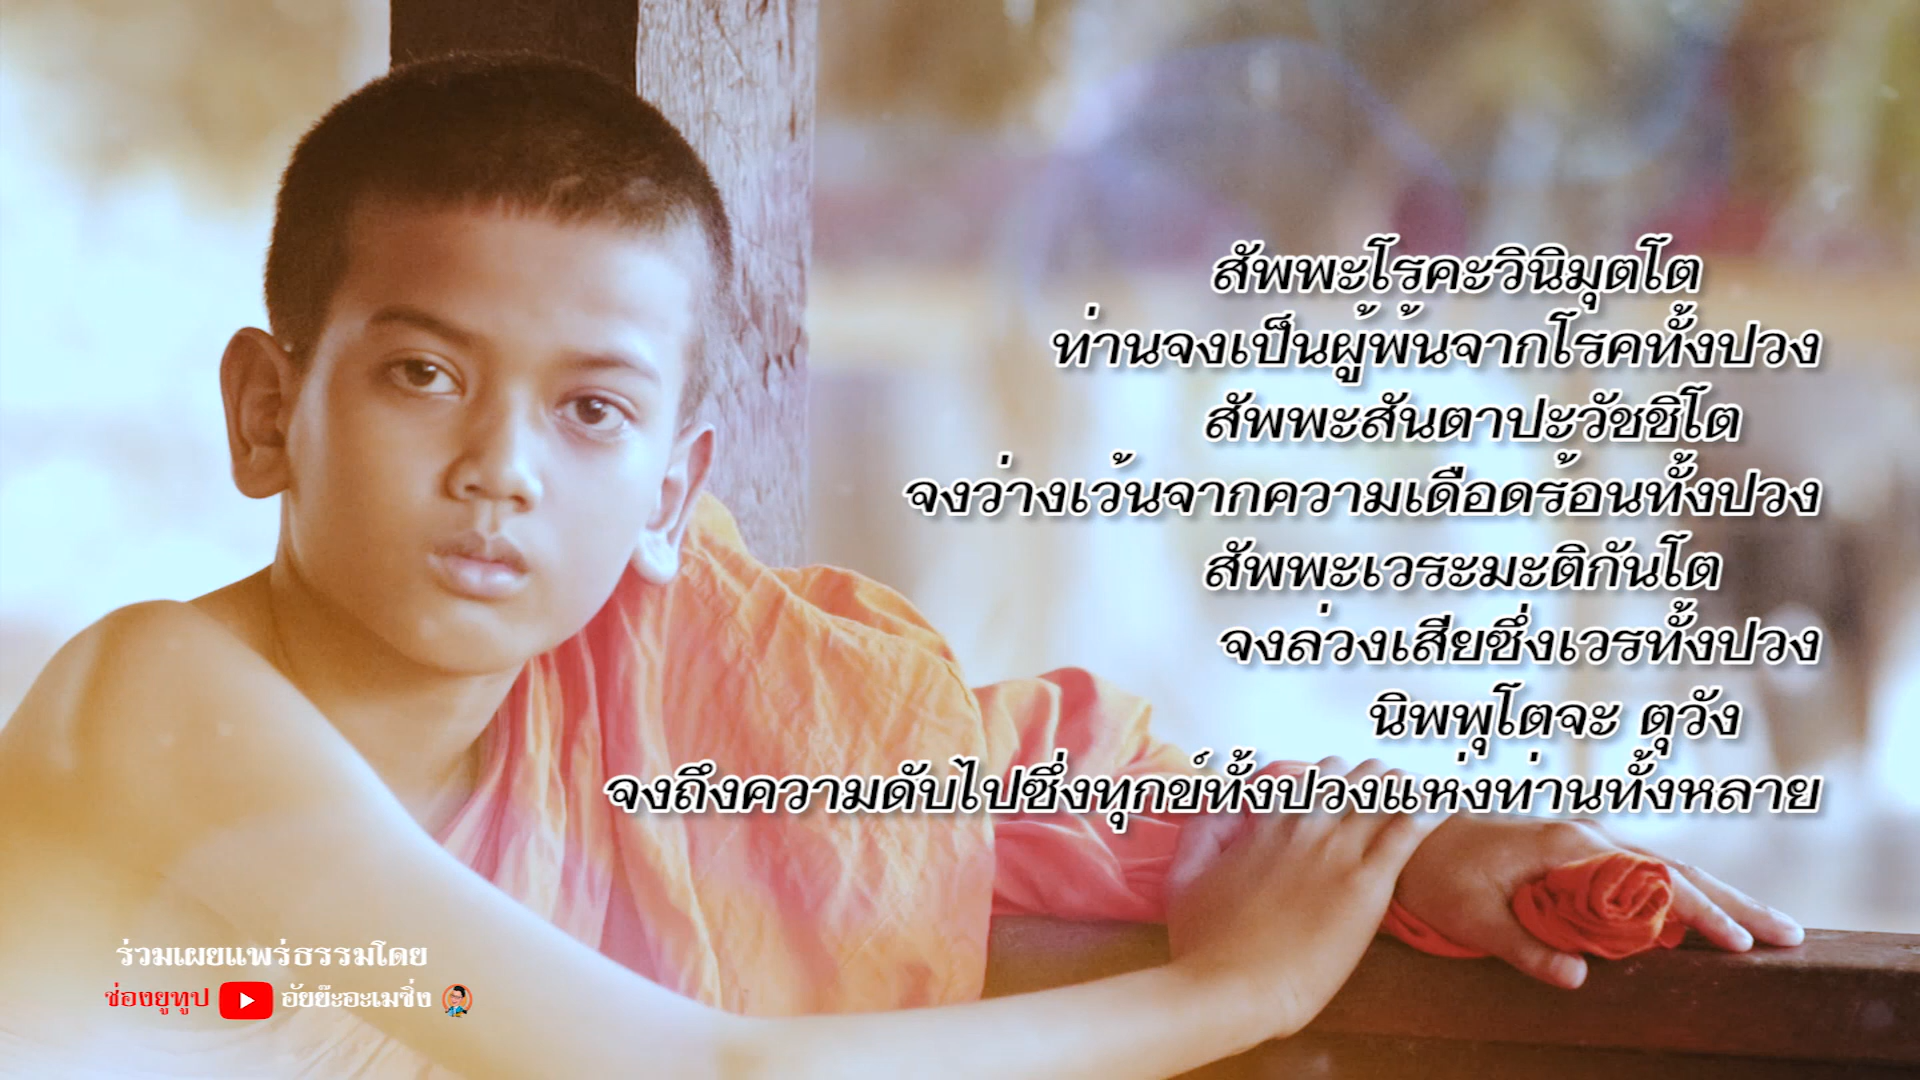 สัพพะโรคะวินิมุตโต
ท่านจงเป็นผู้พ้นจากโรคทั้งปวง
สัพพะสันตาปะวัชชิโต
จงว่างเว้นจากความเดือดร้อนทั้งปวง
สัพพะเวระมะติกันโต
จงล่วงเสียซึ่งเวรทั้งปวง
นิพพุโตจะ ตุวัง
จงถึงความดับไปซึ่งทุกข์ทั้งปวงแห่งท่านทั้งหลาย
ร่วมเผยแพร่ธรรมโดย
ช่องยูทูป อัยย๊ะอะเมซิ่ง